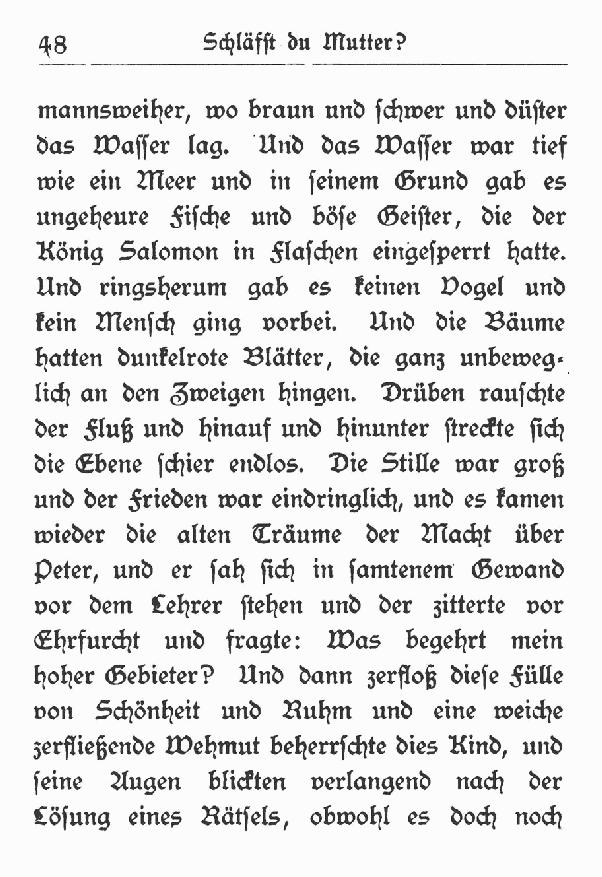 48 Schläfst du Mutter?
mannsweiher, wo braun und schwer und düster
das Wasser lag. Und das Wasser war tief
wie ein Meer und in seinem Grund gab es
ungeheure Fische und böse Geister, die der
König Salomon in Flaschen eingesperrt hatte.
Und ringsherum gab es keinen Vogel und
kein Mensch ging vorbei. Und die Bäume
hatten dunkelrote Blätter, die ganz unbeweg-
lich an den Zweigen hingen. Drüben rauschte
der Fluß und hinauf und hinunter streckte sich
die Ebene schier endlos. Die Stille war groß
und der Frieden war eindringlich, und es kamen
wieder die alten Träume der Macht über
Peter, und er sah sich in samtenem Gewand
vor dem Lehrer stehen und der zitterte vor
Ehrfurcht und fragte: Was begehrt mein
hoher Gebieter? Und dann zerfloß diese Fülle
von Schönheit und Ruhm und eine weiche
zerfließende Wehmut beherrschte dies Kind, und
seine Augen blickten verlangend nach der
Lösung eines Rätsels, obwohl es doch noch